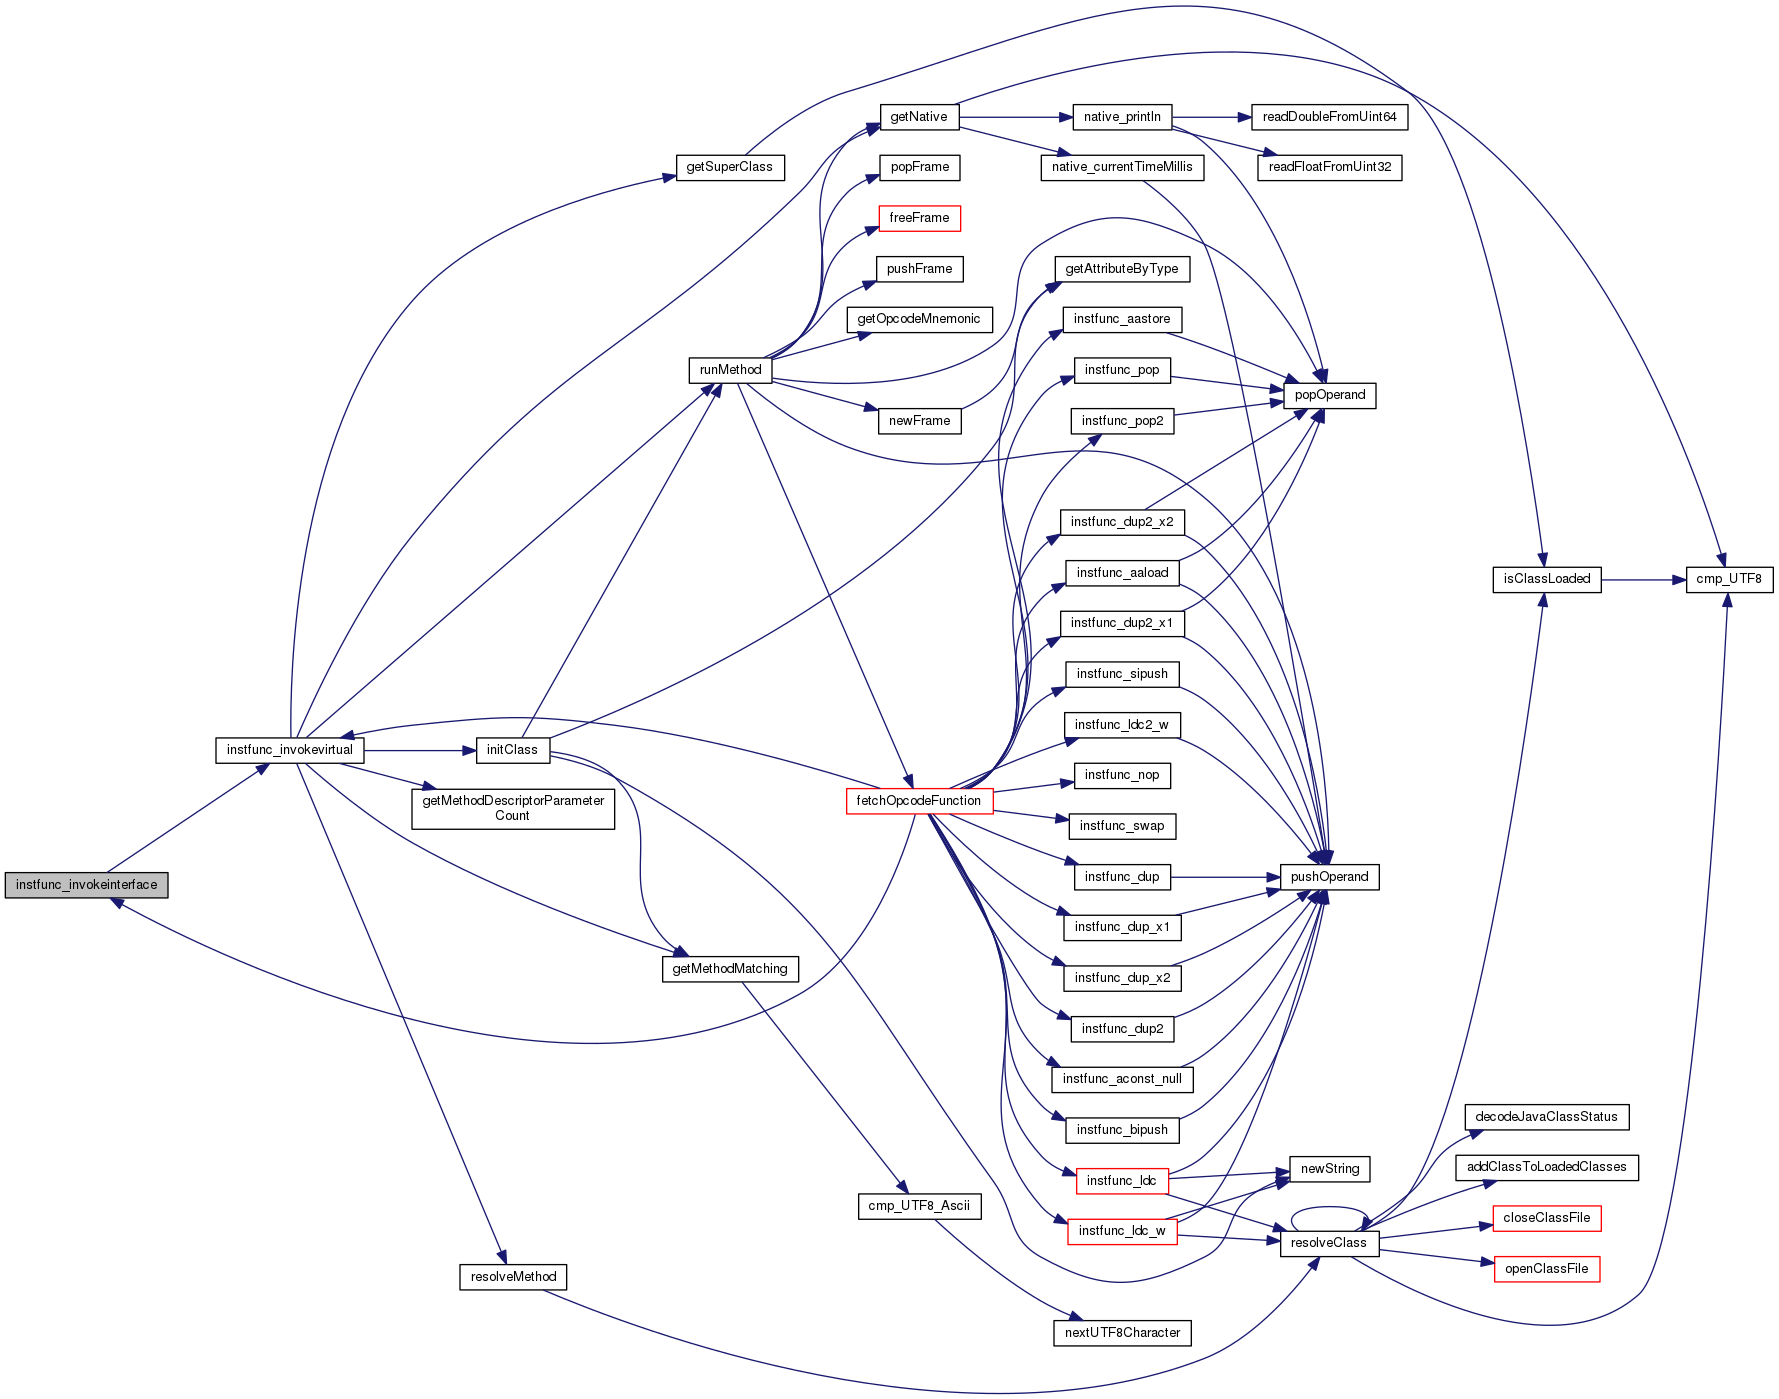 getNative
native_println
readDoubleFromUint64
getSuperClass
popFrame
native_currentTimeMillis
readFloatFromUint32
freeFrame
pushFrame
getAttributeByType
getOpcodeMnemonic
instfunc_aastore
runMethod
instfunc_pop
popOperand
newFrame
instfunc_pop2
instfunc_dup2_x2
instfunc_aaload
isClassLoaded
cmp_UTF8
instfunc_dup2_x1
instfunc_sipush
instfunc_ldc2_w
instfunc_invokevirtual
initClass
instfunc_nop
getMethodDescriptorParameter
Count
fetchOpcodeFunction
instfunc_swap
instfunc_invokeinterface
instfunc_dup
pushOperand
instfunc_dup_x1
getMethodMatching
instfunc_dup_x2
instfunc_dup2
instfunc_aconst_null
instfunc_bipush
decodeJavaClassStatus
instfunc_ldc
newString
addClassToLoadedClasses
cmp_UTF8_Ascii
instfunc_ldc_w
closeClassFile
resolveClass
resolveMethod
openClassFile
nextUTF8Character